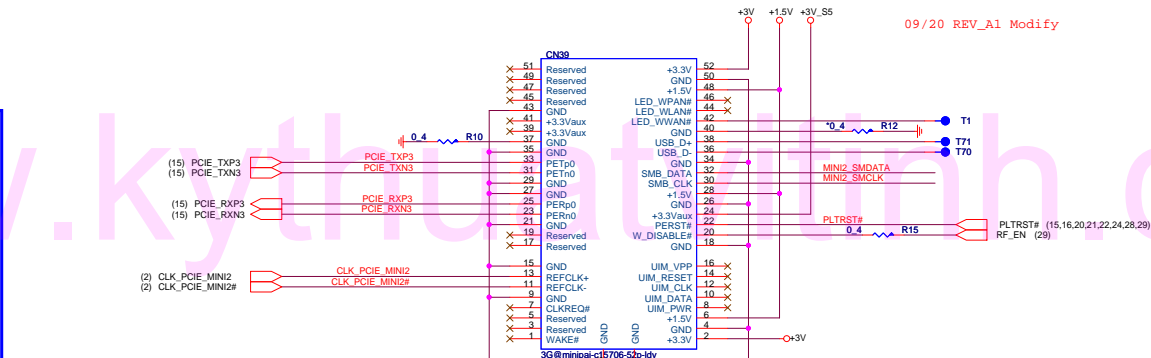 +3V +1.5V +3V_S5
09/20 REV_A1 Modify
CN39
51 Reserved +3.3V 52
49 Reserved GND 50
47 Reserved +1.5V 48
45 Reserved LED_WPAN# 46
43 GND LED_WLAN# 44
41 +3.3Vaux LED_WWAN# 42 T1
39 +3.3Vaux GND 40 *0_4 R12
0_4 R10 37 GND USB_D+ 38 T71
35 GND USB_D- 36 T70
(15) PCIE_TXP3 PCIE_TXP3 33 PETp0 GND 34
(15) PCIE_TXN3 PCIE_TXN3 31 PETn0 SMB_DATA 32 MINI2_SMDATA
29 GND SMB_CLK 30 MINI2_SMCLK
27 GND +1.5V 28
(15) PCIE_RXP3 PCIE_RXP3 25 PERp0 GND 26
(15) PCIE_RXN3 PCIE_RXN3 23 PERn0 +3.3Vaux 24
21 GND PERST# 22 PLTRST# PLTRST# (15,16,20,21,22,24,28,29)
19 Reserved W_DISABLE# 20 0_4 R15 RF_EN (29)
17 Reserved GND 18
15 GND UIM_VPP 16
(2) CLK_PCIE_MINI2 CLK_PCIE_MINI2 13 REFCLK+ UIM_RESET 14
(2) CLK_PCIE_MINI2# CLK_PCIE_MINI2# 11 REFCLK- UIM_CLK 12
9 GND UIM_DATA 10
7 CLKREQ# UIM_PWR 8
5 Reserved +1.5V 6
3 Reserved GND 4
1 WAKE# GND GND +3.3V 2 +3V
3G@minipai-c15706-52p-ldv
w.kythuatvitinh.c